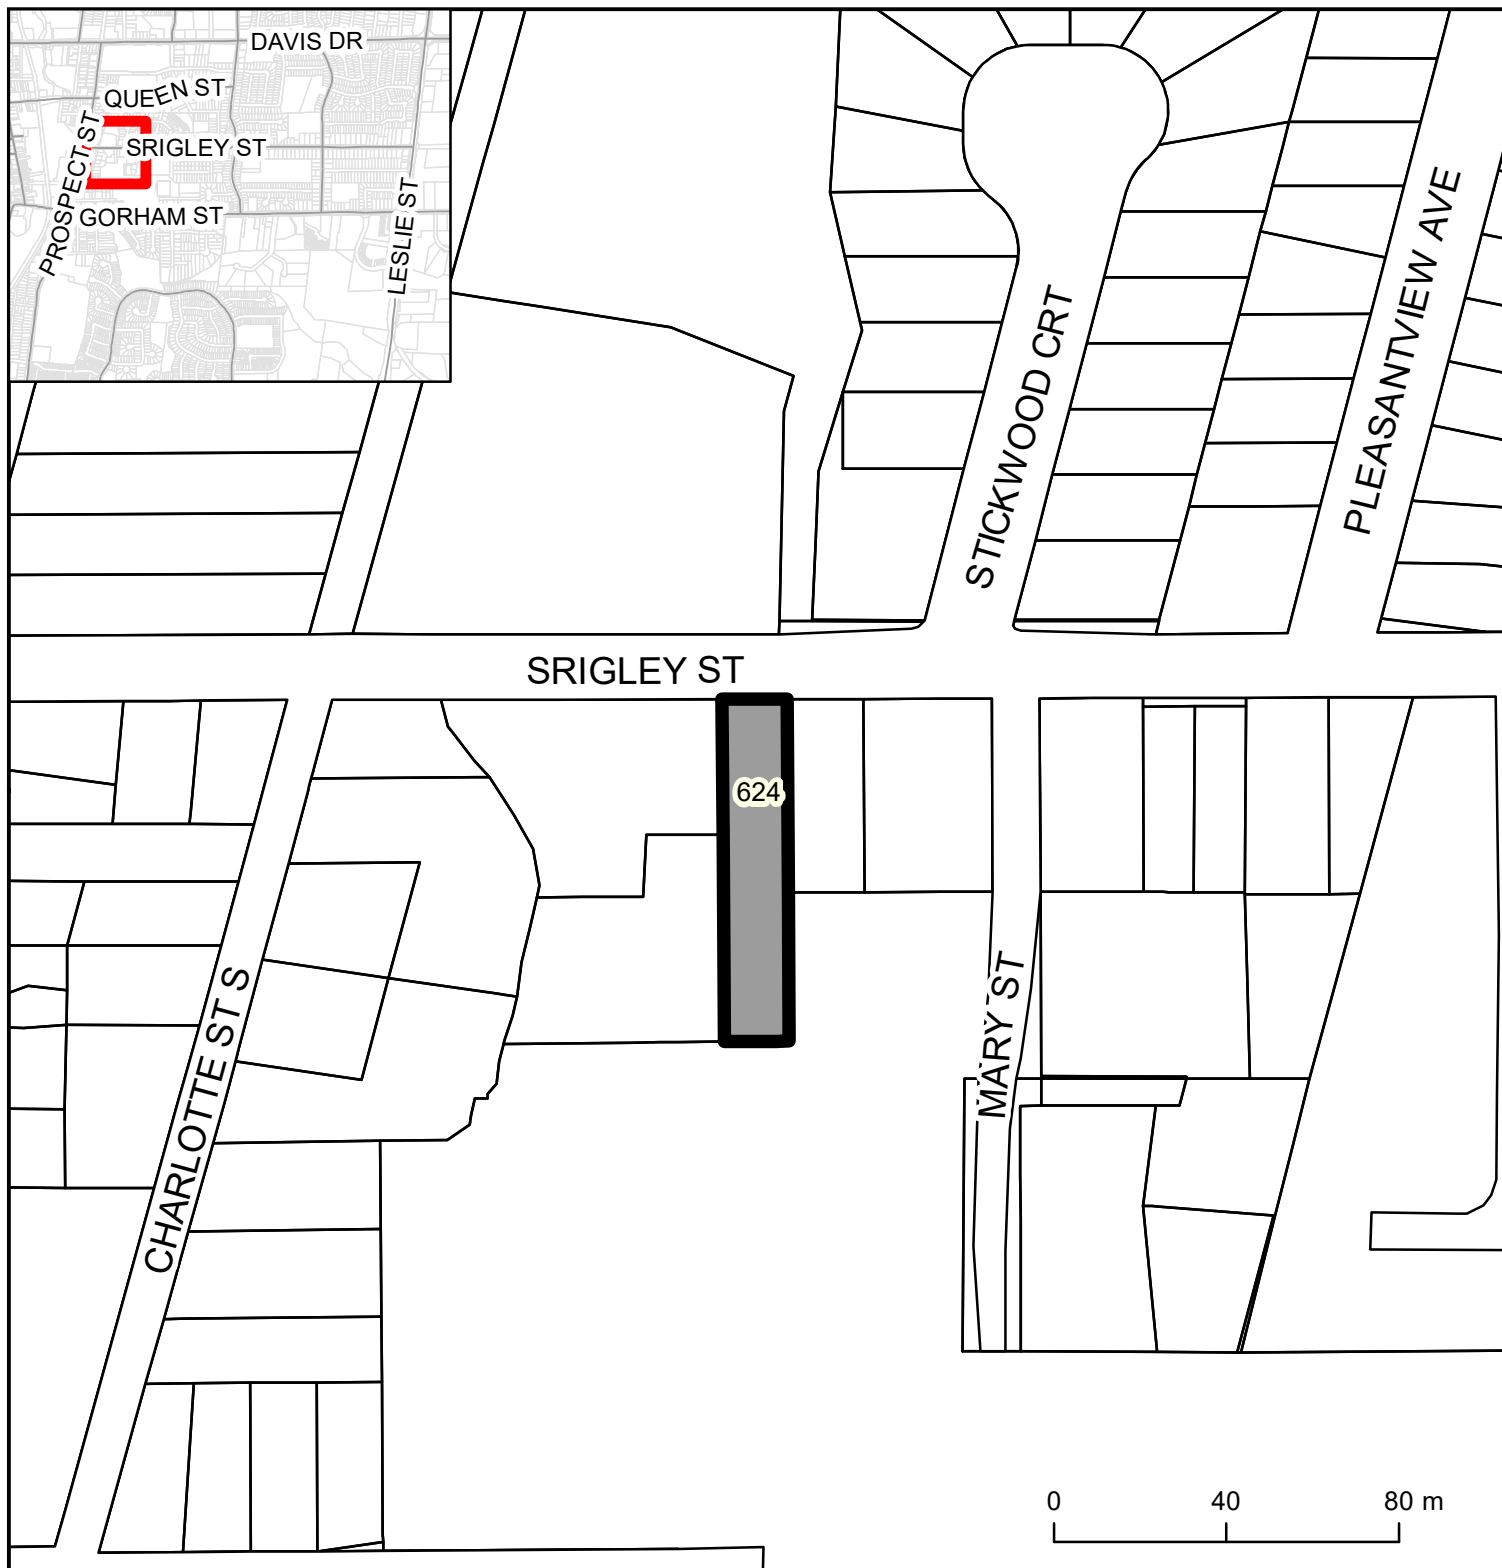 DAVIS DR
QUEEN ST
SRIGLEY ST
PROSPECT ST
GORHAM ST
LESLIE ST
STICKWOOD CRT
PLEASANTVIEW AVE
SRIGLEY ST
624
CHARLOTTE ST S
MARY ST
0 40 80 m